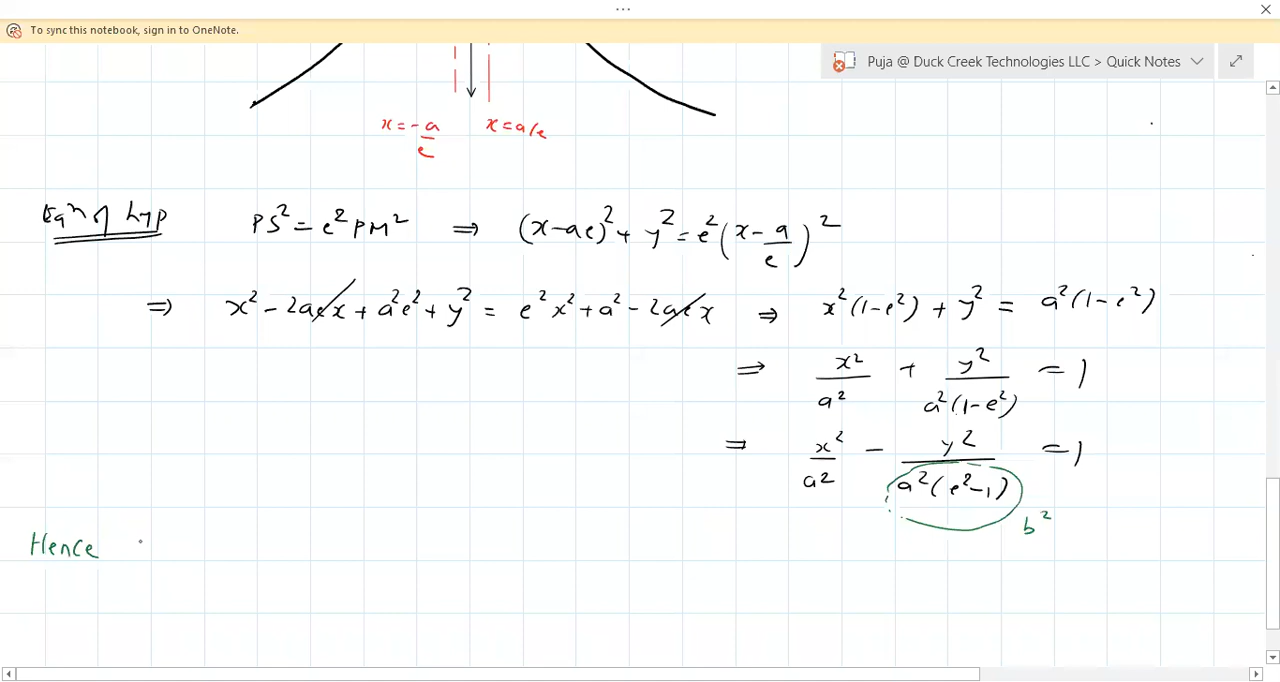 To sync this notebook, sign in to OneNote.
Puja @ Duck Creek Technologies LLC > Quick Notes
x = -a/e x = a/e
Eqⁿ of hyp PS² = e² PM² ⇒ (x-ae)² + y² = e² (x - a/e)²
⇒ x² - 2aex + a²e² + y² = e²x² + a² - 2aex ⇒ x²(1-e²) + y² = a²(1-e²)
⇒ x²/a² + y²/a²(1-e²) = 1
⇒ x²/a² - y²/a²(e²-1) = 1
b²
Hence